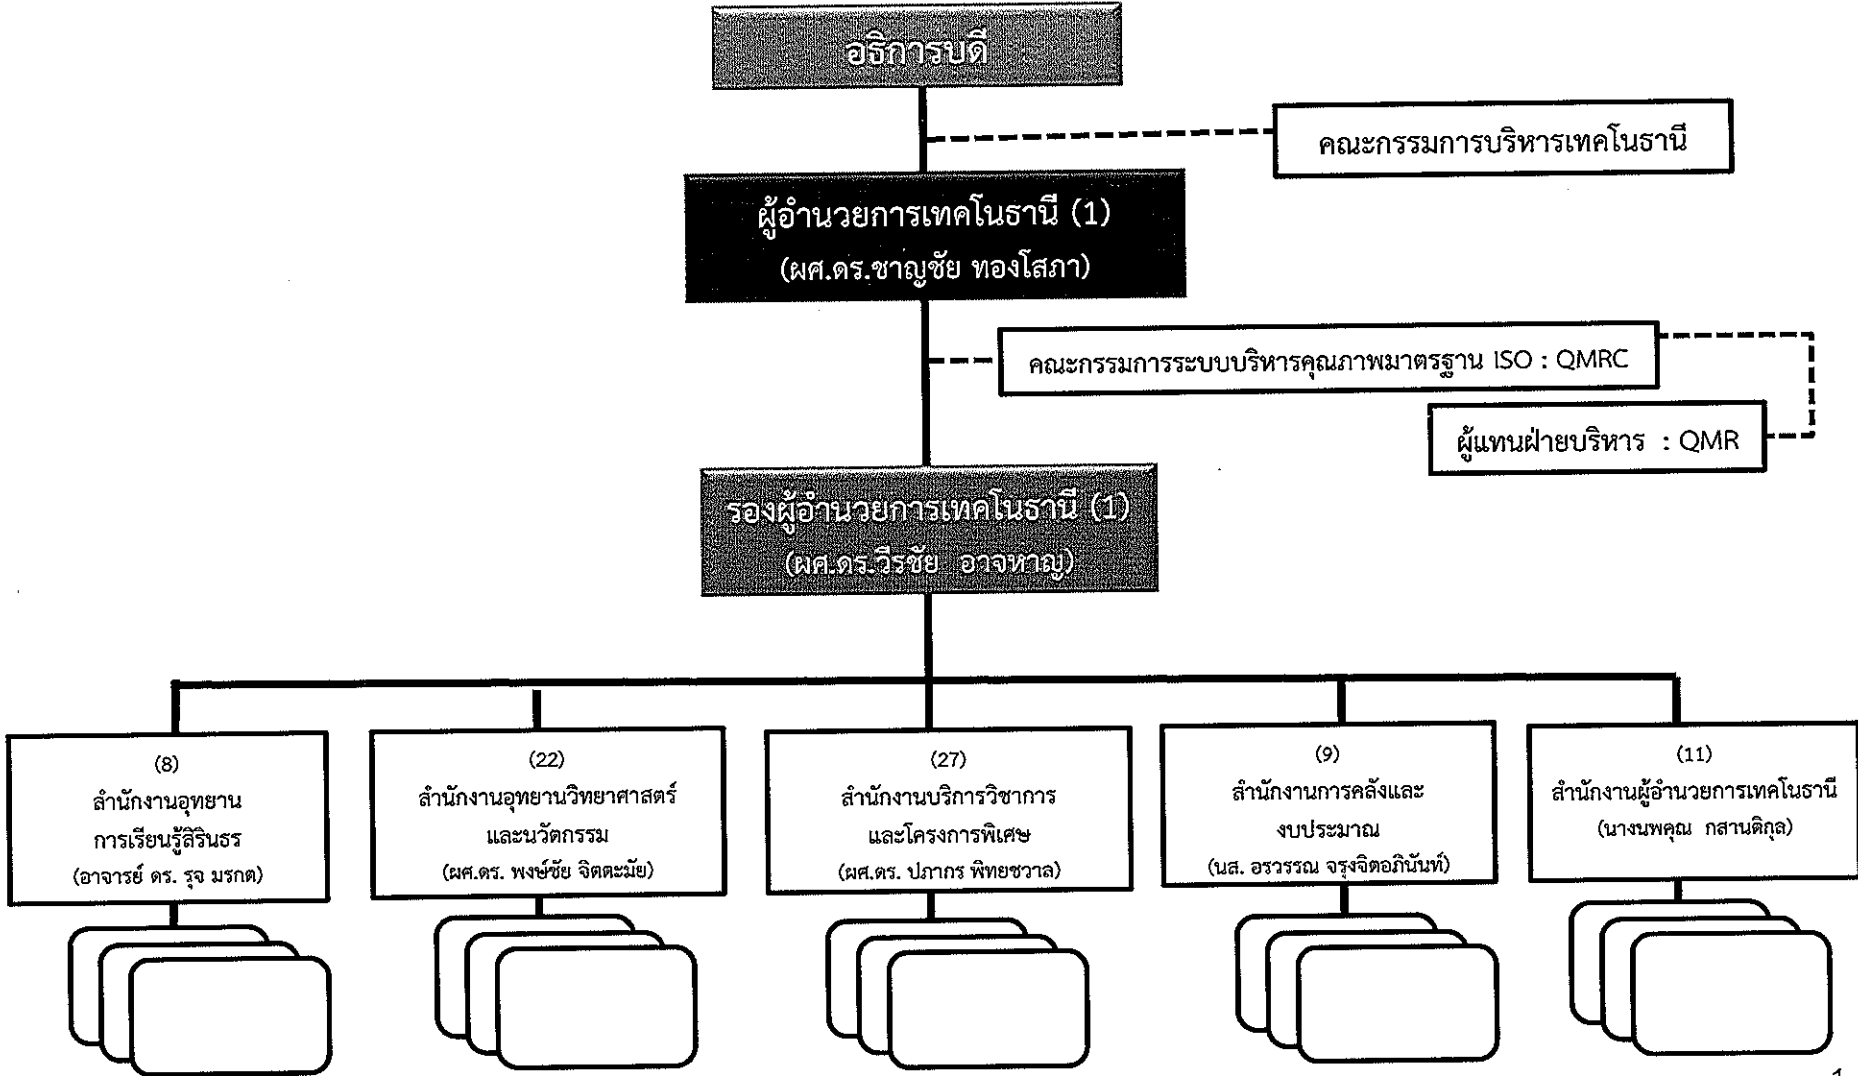 อธิการบดี
คณะกรรมการบริหารเทคโนธานี
ผู้อำนวยการเทคโนธานี (1)
(ผศ.ดร.ชาญชัย ทองโสภา)
คณะกรรมการระบบบริหารคุณภาพมาตรฐาน ISO : QMRC
ผู้แทนฝ่ายบริหาร : QMR
รองผู้อำนวยการเทคโนธานี (1)
(ผศ.ดร.วีรชัย อาจหาญ)
(8)
สำนักงานอุทยาน
การเรียนรู้สิรินธร
(อาจารย์ ดร. รุจ มรกต)
(22)
สำนักงานอุทยานวิทยาศาสตร์
และนวัตกรรม
(ผศ.ดร. พงษ์ชัย จิตตะมัย)
(27)
สำนักงานบริการวิชาการ
และโครงการพิเศษ
(ผศ.ดร. ปภากร พิทยชวาล)
(9)
สำนักงานการคลังและ
งบประมาณ
(นส. อรวรรณ จรุงจิตอภินันท์)
(11)
สำนักงานผู้อำนวยการเทคโนธานี
(นางนพคุณ กสานติกุล)
1